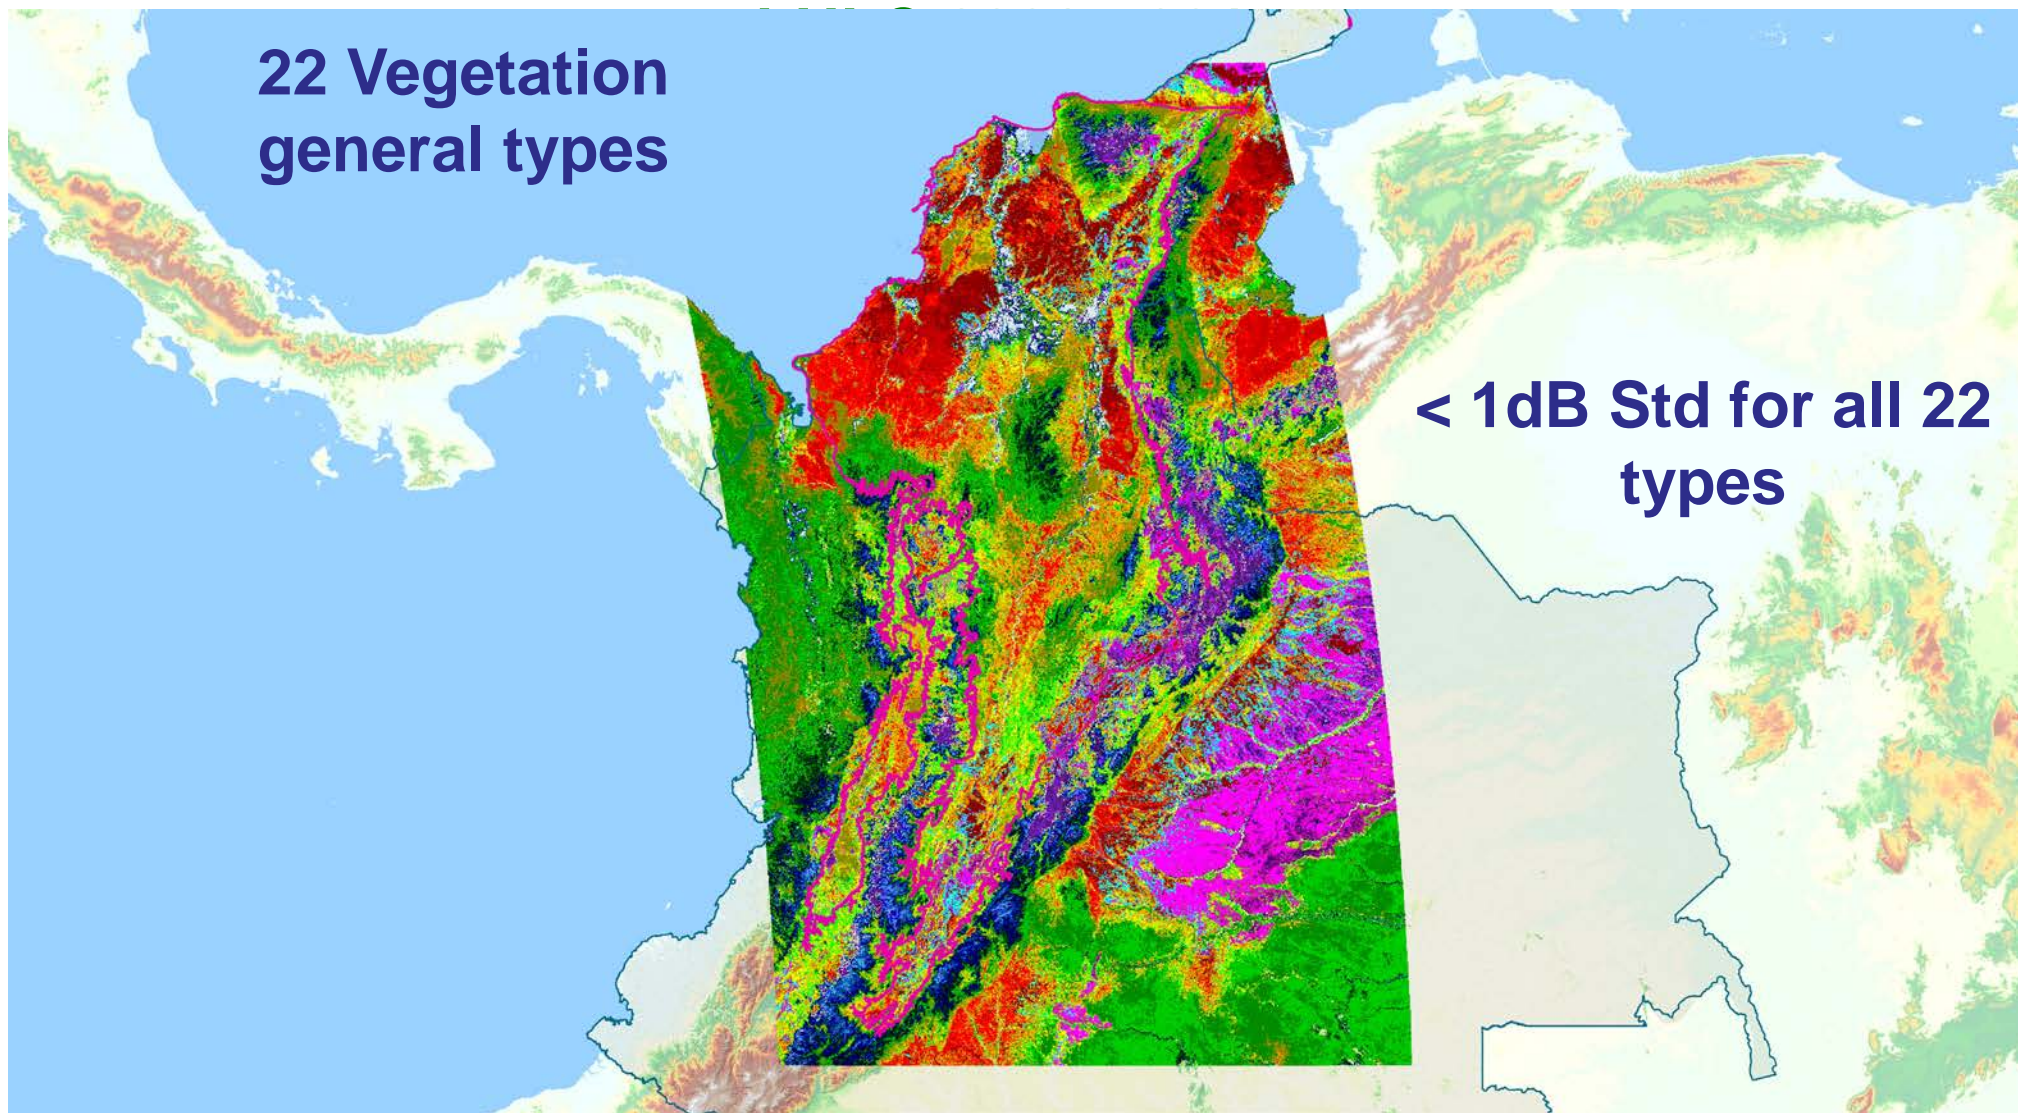 22 Vegetation
general types
< 1dB Std for all 22
types